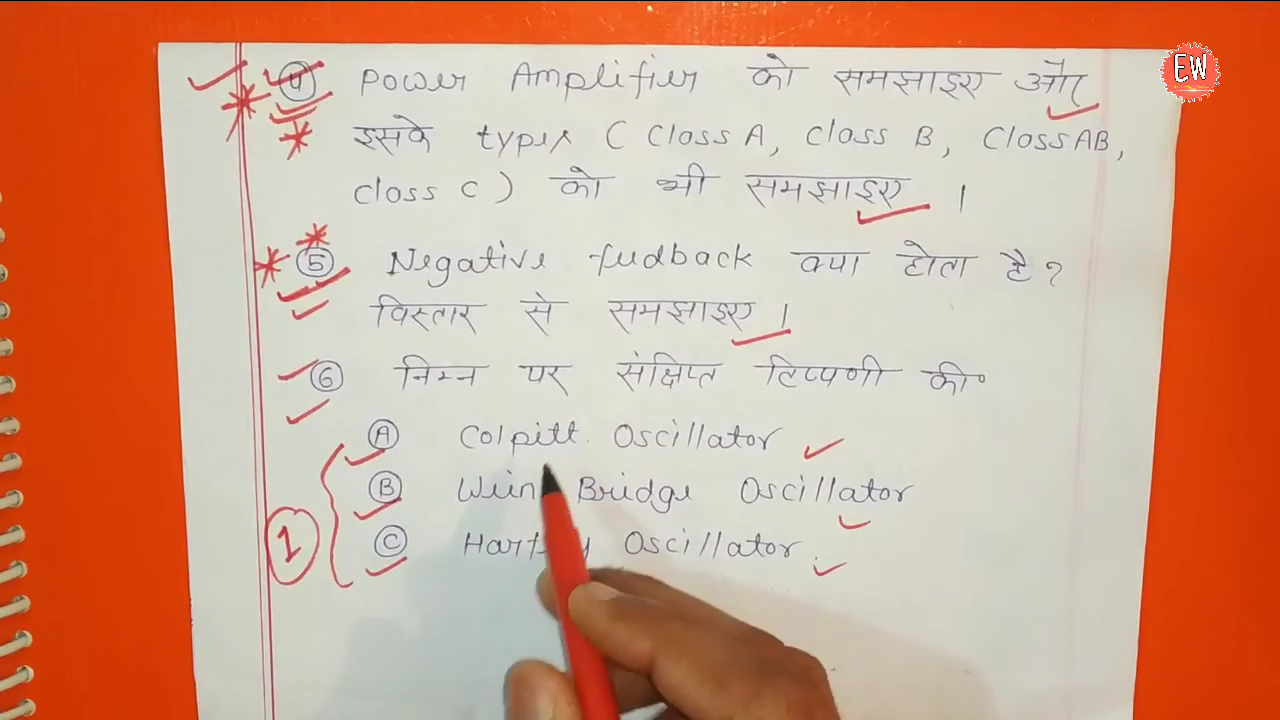 EW
④ Power Amplifier को समझाइए और
इसके types ( Class A, Class B, Class AB,
class C ) को भी समझाइए ।
⑤ Negative feedback क्या होता है ?
विस्तार से समझाइए ।
⑥ निम्न पर संक्षिप्त टिप्पणी की॰
Ⓐ Colpitt. Oscillator
Ⓑ Wein Bridge Oscillator
① Ⓒ Oscillator.